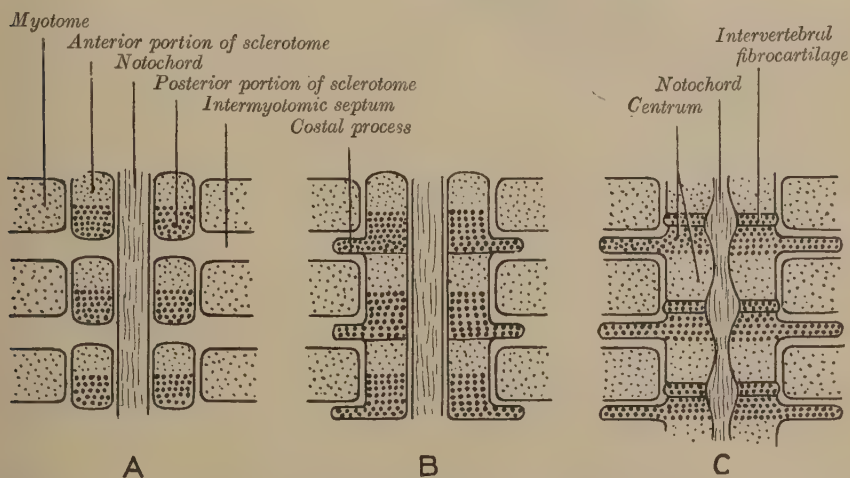 Myotome
Anterior portion of sclerotome
Notochord
Posterior portion of sclerotome
Intermyotomic septum
Costal process
Intervertebral
fibrocartilage
Notochord
Centrum
A
B
C